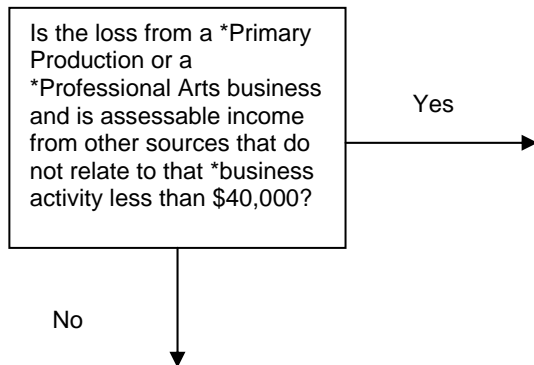 Is the loss from a *Primary
Production or a
*Professional Arts business
and is assessable income
from other sources that do
not relate to that *business
activity less than $40,000?
Yes
No